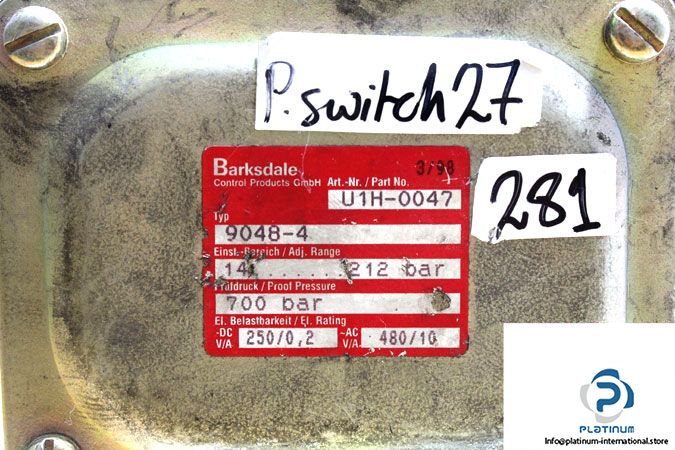 P. switch 27
Barksdale
Control Products GmbH
3/98
Art.-Nr. / Part No.
U1H-0047
281
Typ
9048-4
Einst.-Bereich / Adj. Range
14.......212 bar
Prüfdruck / Proof Pressure
700 bar
El. Belastbarkeit / El. Rating
-DC V/A 250/0,2 ~AC V/A. 480/10
PLATINUM
Info@platinum-international.store